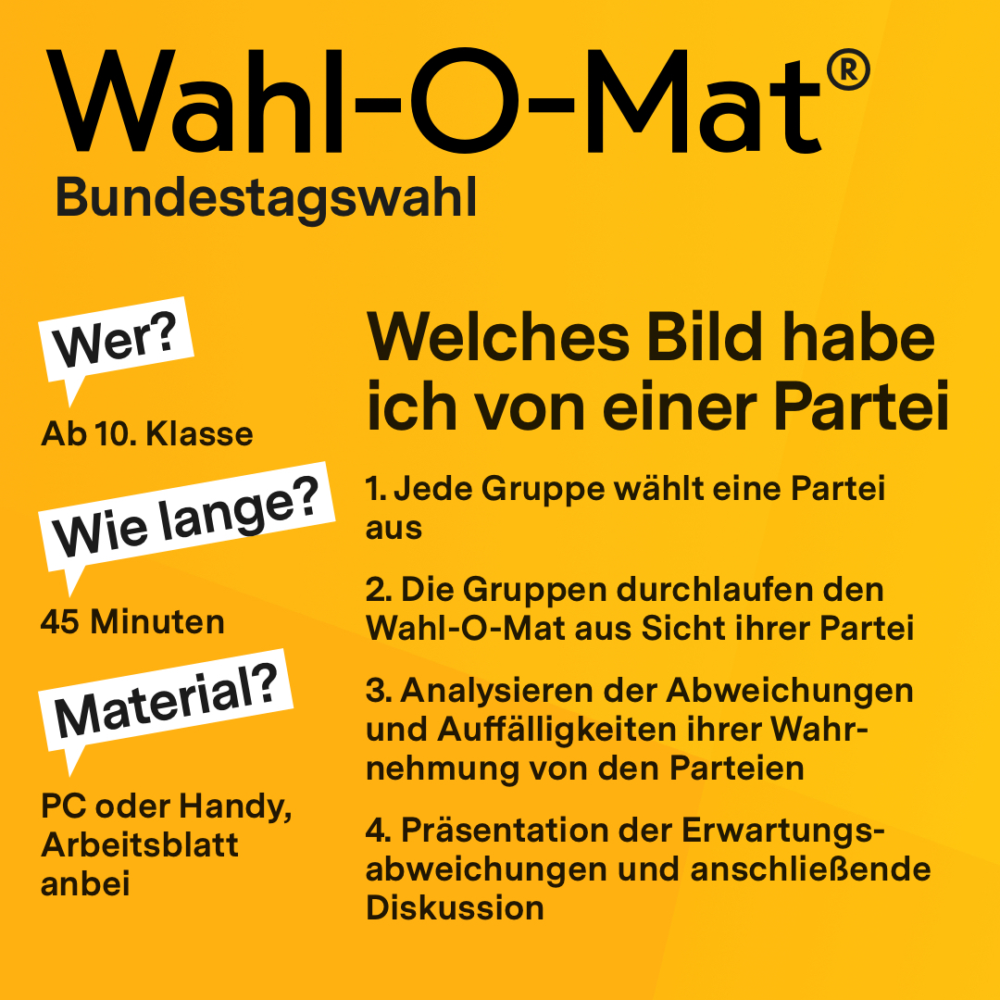 Wahl-O-Mat®
Bundestagswahl
Wer?
Ab 10. Klasse
Wie lange?
45 Minuten
Material?
PC oder Handy,
Arbeitsblatt
anbei
Welches Bild habe
ich von einer Partei
1. Jede Gruppe wählt eine Partei
aus
2. Die Gruppen durchlaufen den
Wahl-O-Mat aus Sicht ihrer Partei
3. Analysieren der Abweichungen
und Auffälligkeiten ihrer Wahr-
nehmung von den Parteien
4. Präsentation der Erwartungs-
abweichungen und anschließende
Diskussion